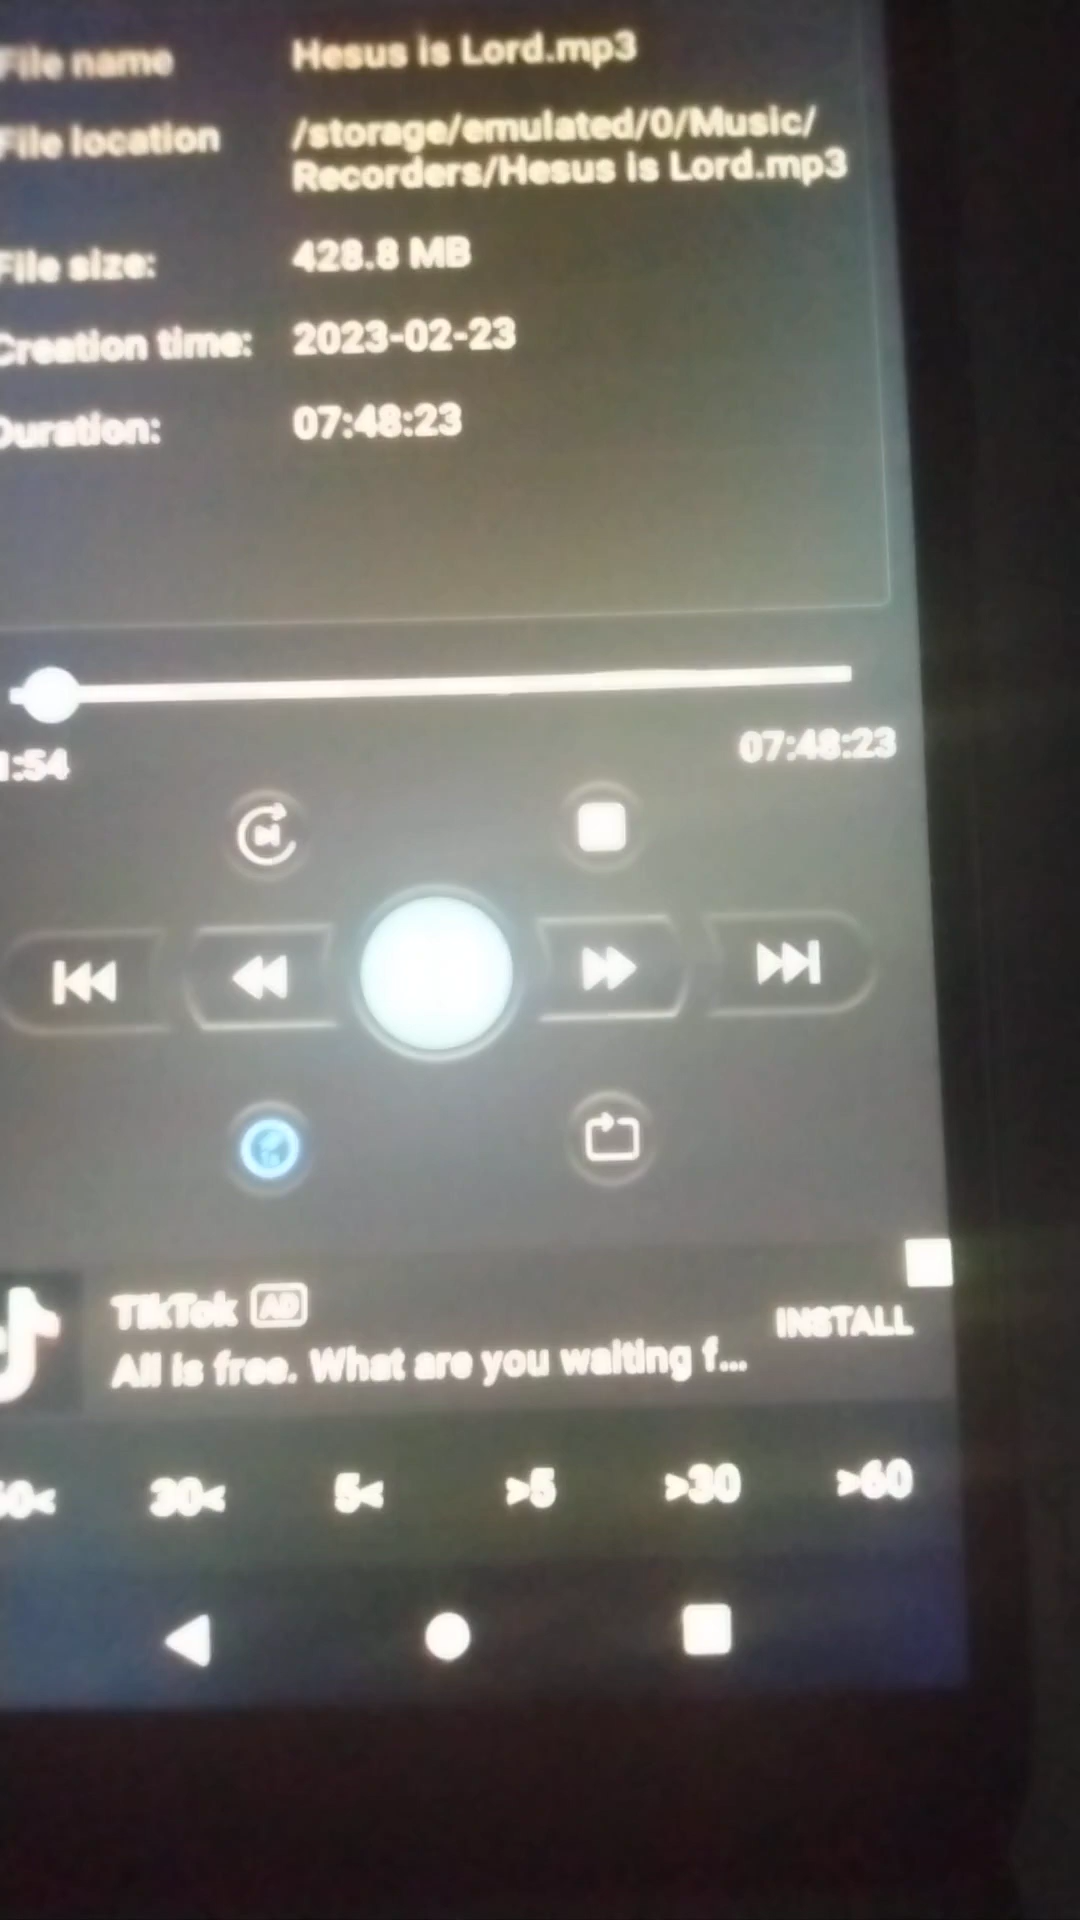 File name Hesus is Lord.mp3
File location /storage/emulated/0/Music/
Recorders/Hesus is Lord.mp3
File size: 428.8 MB
Creation time: 2023-02-23
Duration: 07:48:23
1:54 07:48:23
TikTok AD
INSTALL
All is free. What are you waiting f...
60< 30< 5< >5 >30 >60